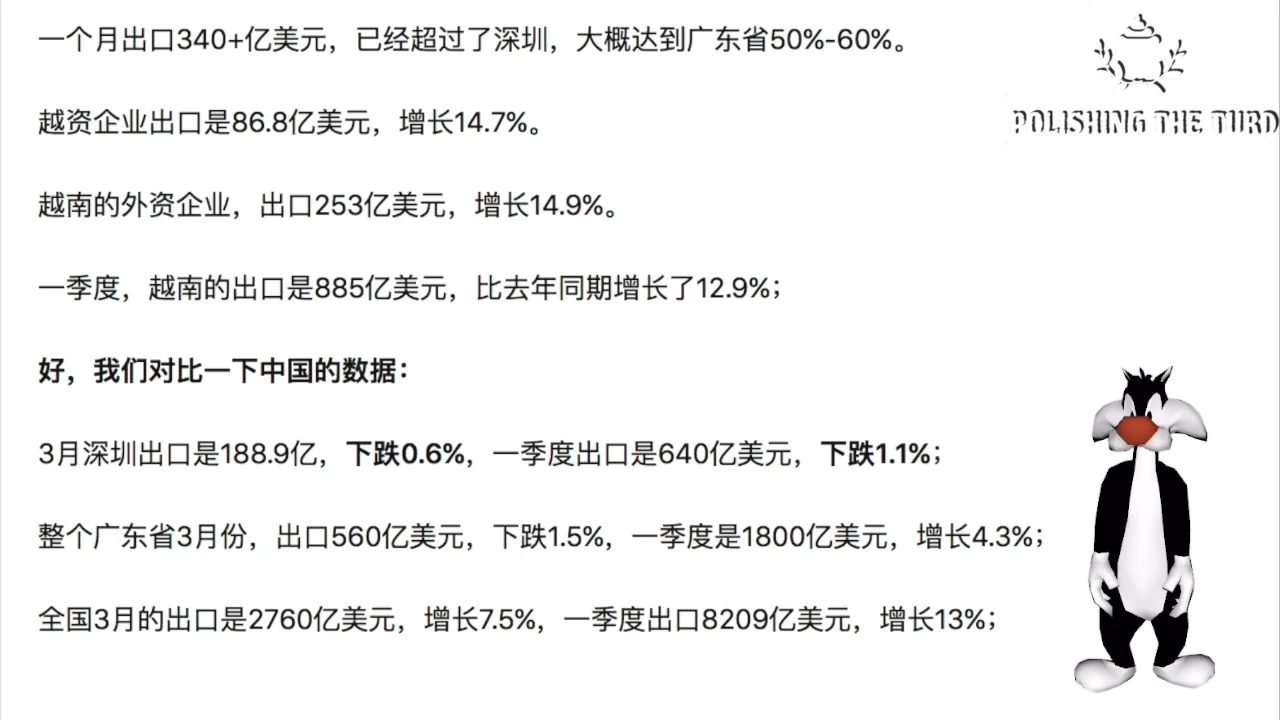 一个月出口340+亿美元，已经超过了深圳，大概达到广东省50%-60%。
POLISHING THE TURD
越资企业出口是86.8亿美元，增长14.7%。
越南的外资企业，出口253亿美元，增长14.9%。
一季度，越南的出口是885亿美元，比去年同期增长了12.9%；
好，我们对比一下中国的数据：
3月深圳出口是188.9亿，下跌0.6%，一季度出口是640亿美元，下跌1.1%；
整个广东省3月份，出口560亿美元，下跌1.5%，一季度是1800亿美元，增长4.3%；
全国3月的出口是2760亿美元，增长7.5%，一季度出口8209亿美元，增长13%；